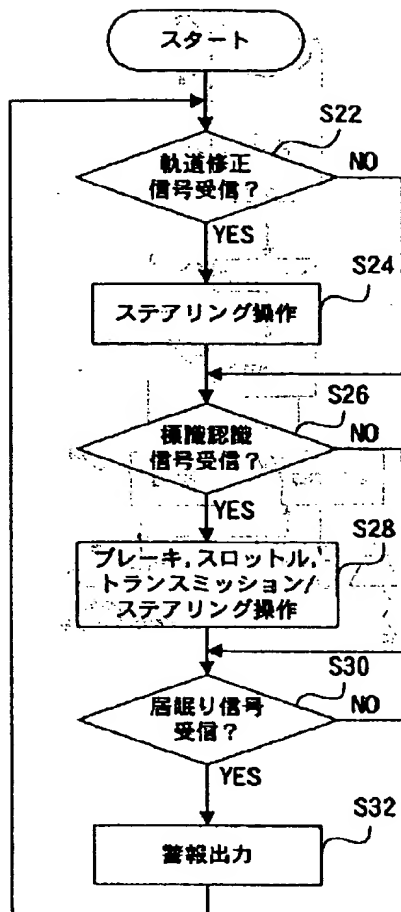 スタート
S22
軌道修正
信号受信?
NO
YES
S24
ステアリング操作
S26
標識認識
信号受信?
NO
YES
S28
ブレーキ,スロットル,
トランスミッション/
ステアリング操作
S30
居眠り信号
受信?
NO
YES
S32
警報出力